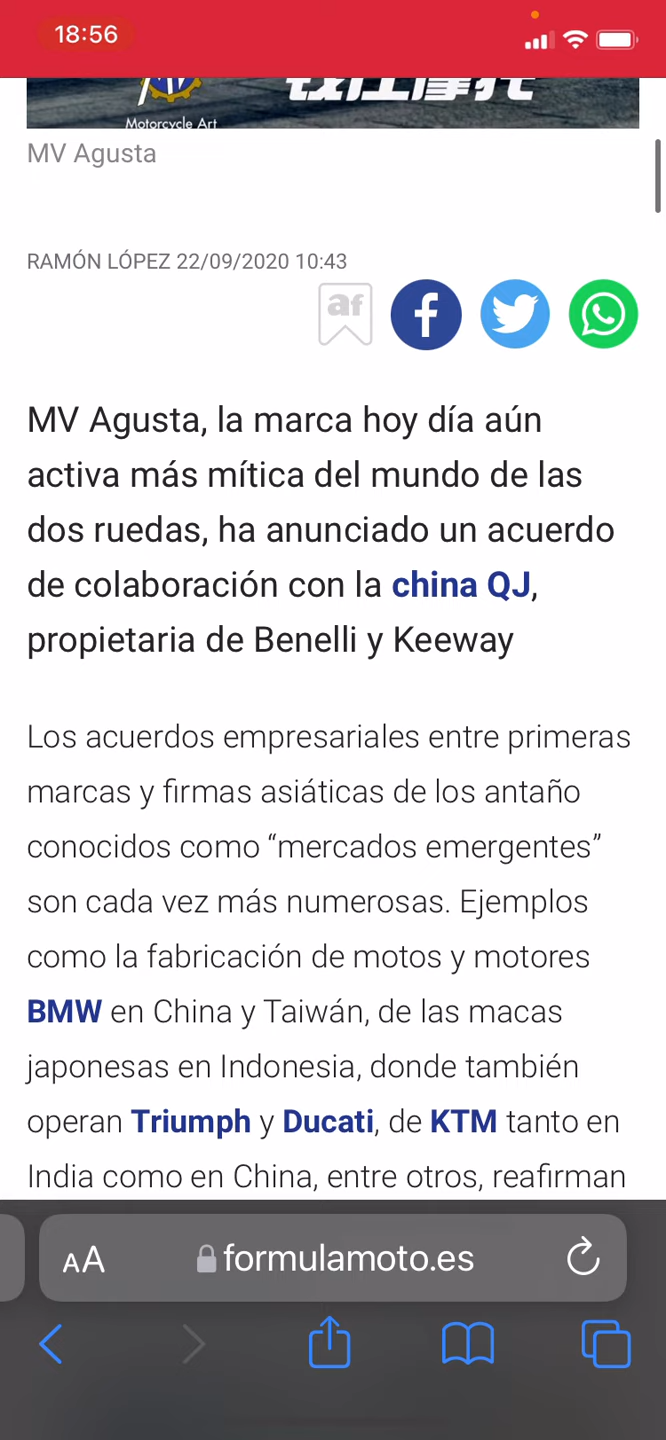 18:56
Motorcycle Art
MV Agusta
RAMÓN LÓPEZ 22/09/2020 10:43
af
MV Agusta, la marca hoy día aún
activa más mítica del mundo de las
dos ruedas, ha anunciado un acuerdo
de colaboración con la china QJ,
propietaria de Benelli y Keeway
Los acuerdos empresariales entre primeras
marcas y firmas asiáticas de los antaño
conocidos como “mercados emergentes”
son cada vez más numerosas. Ejemplos
como la fabricación de motos y motores
BMW en China y Taiwán, de las macas
japonesas en Indonesia, donde también
operan Triumph y Ducati, de KTM tanto en
India como en China, entre otros, reafirman
AA formulamoto.es